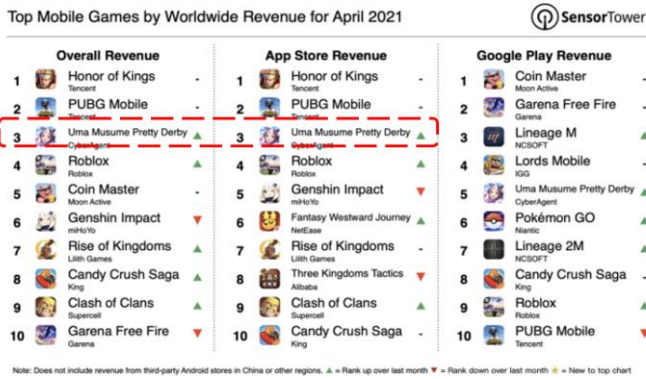 Top Mobile Games by Worldwide Revenue for April 2021
SensorTower
Overall Revenue
1 Honor of Kings -
Tencent
2 PUBG Mobile -
Tencent
3 Uma Musume Pretty Derby ▲
CyberAgent
4 Roblox ▲
Roblox
5 Coin Master -
Moon Active
6 Genshin Impact ▼
miHoYo
7 Rise of Kingdoms ▲
Lilith Games
8 Candy Crush Saga ▲
King
9 Clash of Clans ▲
Supercell
10 Garena Free Fire ▼
Garena
App Store Revenue
1 Honor of Kings -
Tencent
2 PUBG Mobile -
Tencent
3 Uma Musume Pretty Derby ▲
CyberAgent
4 Roblox ▲
Roblox
5 Genshin Impact ▼
miHoYo
6 Fantasy Westward Journey ▲
NetEase
7 Rise of Kingdoms -
Lilith Games
8 Three Kingdoms Tactics ▼
Alibaba
9 Clash of Clans ▲
Supercell
10 Candy Crush Saga -
King
Google Play Revenue
1 Coin Master -
Moon Active
2 Garena Free Fire -
Garena
3 Lineage M ▲
NCSOFT
4 Lords Mobile -
IGG
5 Uma Musume Pretty Derby ▲
CyberAgent
6 Pokémon GO ▲
Niantic
7 Lineage 2M ▲
NCSOFT
8 Candy Crush Saga -
King
9 Roblox ▲
Roblox
10 PUBG Mobile ▼
Tencent
Note: Does not include revenue from third-party Android stores in China or other regions. ▲ = Rank up over last month ▼ = Rank down over last month ★ = New to top chart